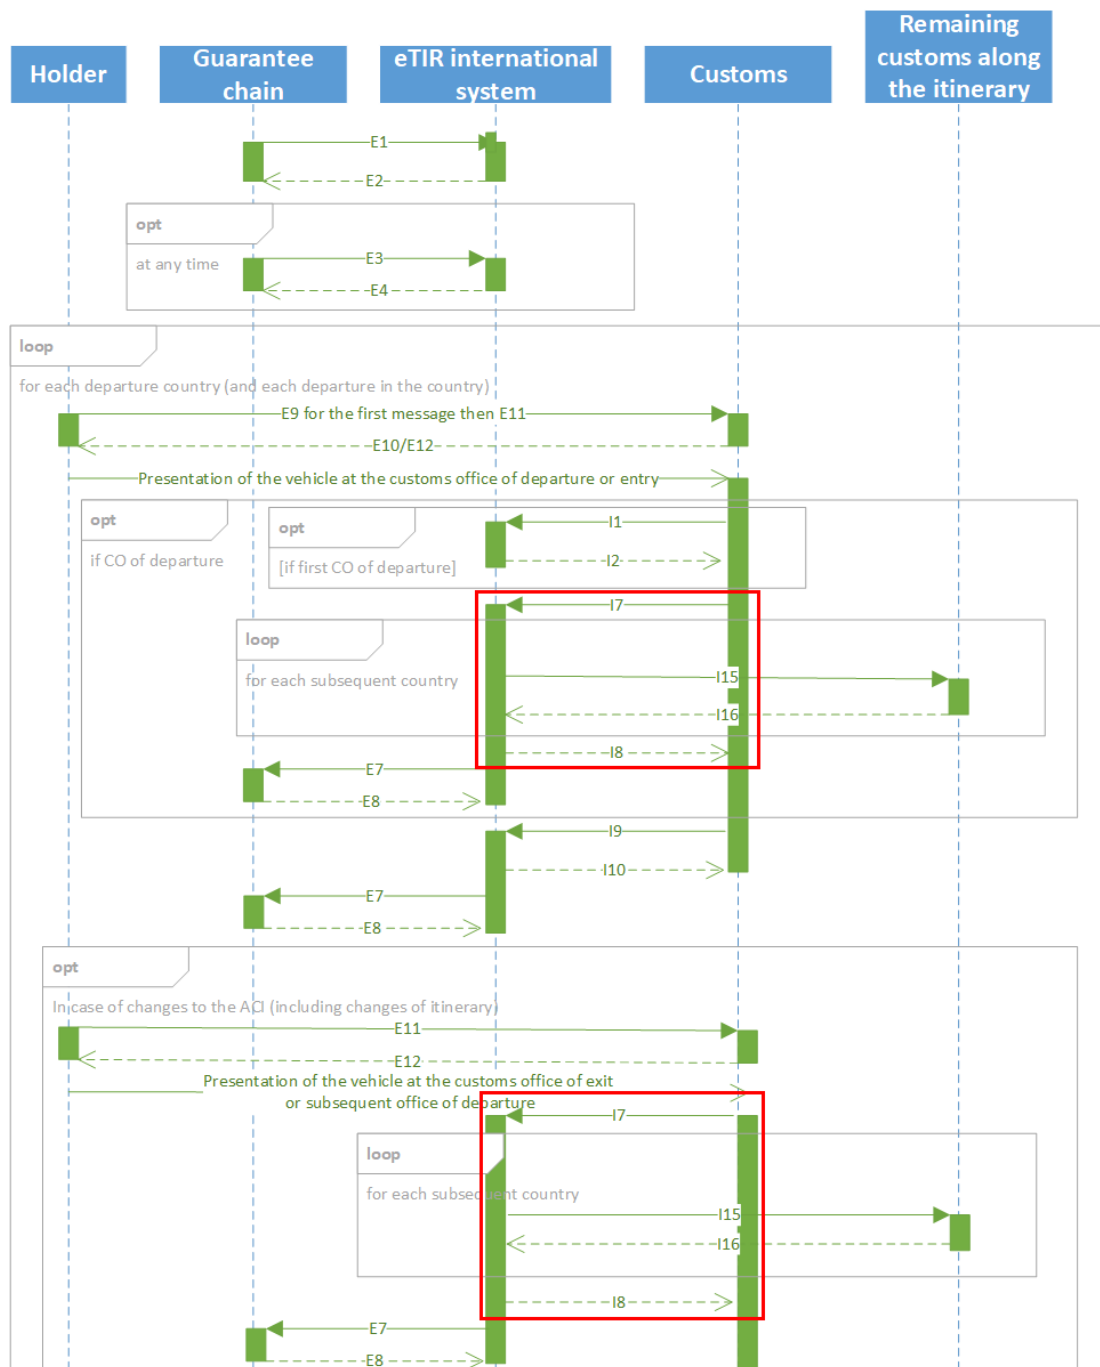 Holder
Guarantee
chain
eTIR international
system
Customs
Remaining
customs along
the itinerary
E1
E2
opt
at any time
E3
E4
loop
for each departure country (and each departure in the country)
E9 for the first message then E11
E10/E12
Presentation of the vehicle at the customs office of departure or entry
opt
if CO of departure
opt
[if first CO of departure]
I1
I2
I7
loop
for each subsequent country
I15
I16
I8
E7
E8
I9
I10
E7
E8
opt
In case of changes to the ACI (including changes of itinerary)
E11
E12
Presentation of the vehicle at the customs office of exit
or subsequent office of departure
I7
loop
for each subsequent country
I15
I16
I8
E7
E8